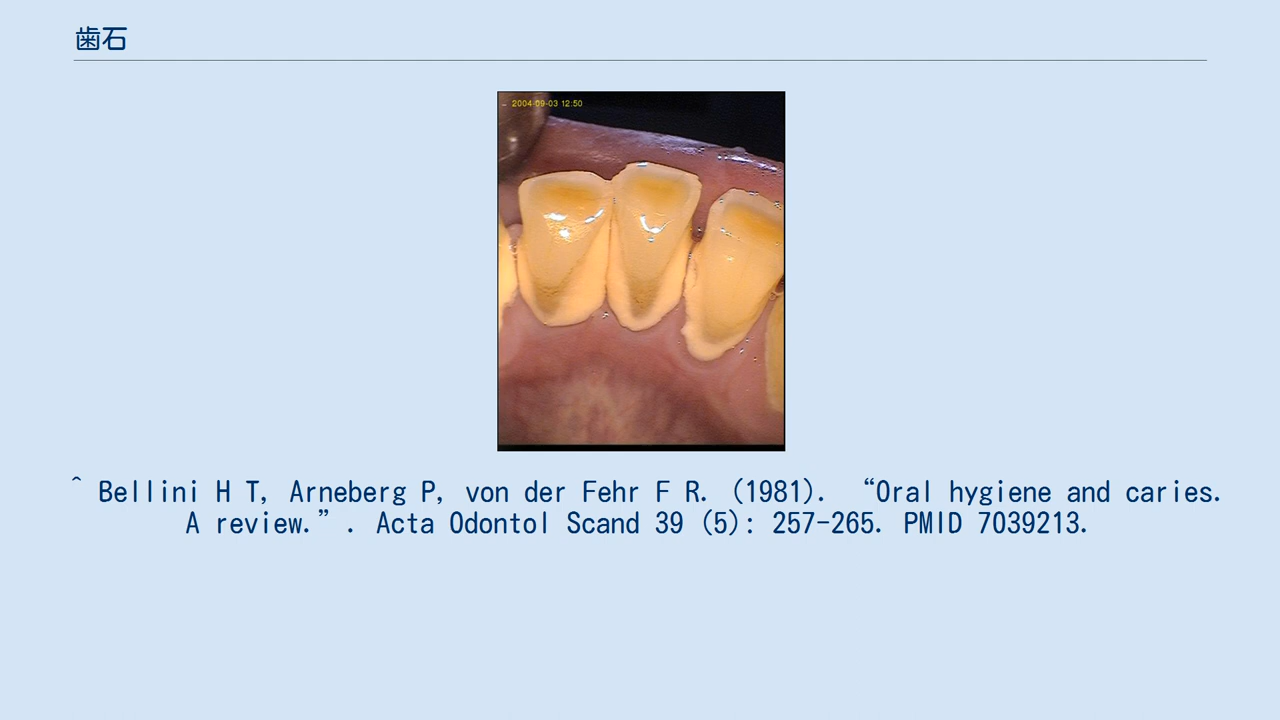 歯石
2004-09-03 12:50
^ Bellini H T, Arneberg P, von der Fehr F R. (1981). “Oral hygiene and caries.
A review.”. Acta Odontol Scand 39 (5): 257-265. PMID 7039213.